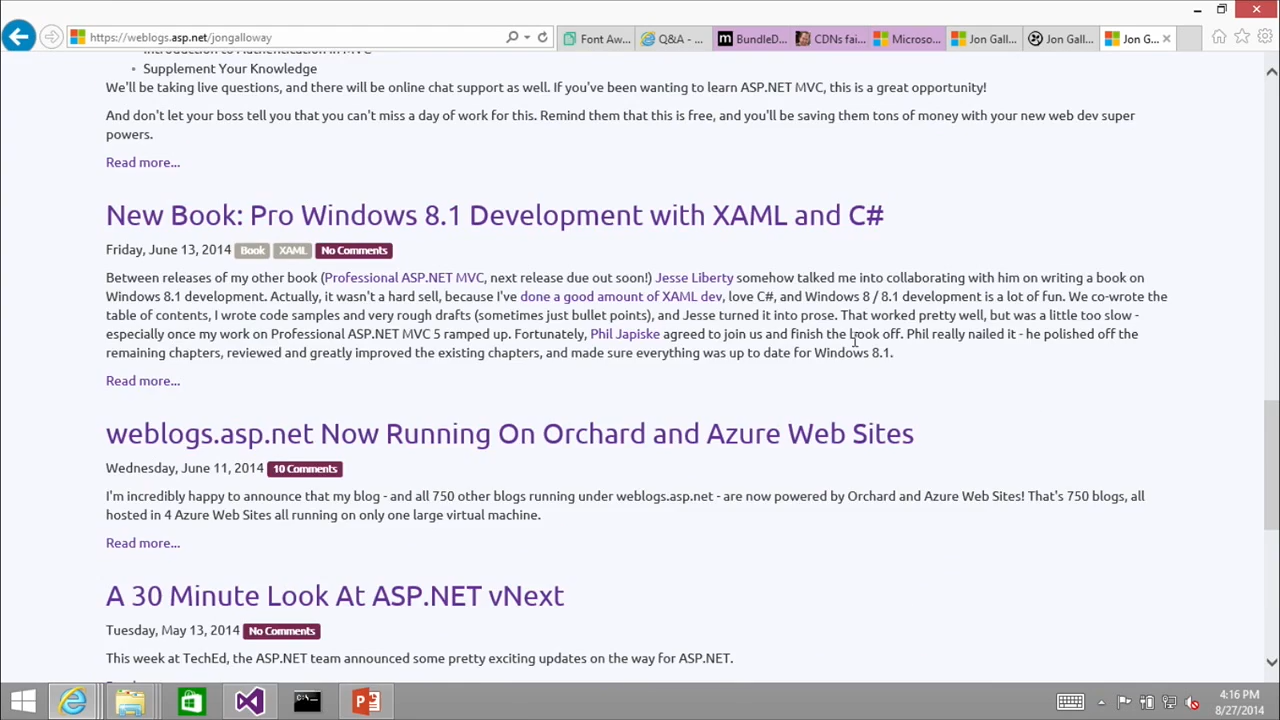 https://weblogs.asp.net/jongalloway
Font Aw...
Q&A - ...
BundleD...
CDNs fai...
Microso...
Jon Gall...
Jon Gall...
Jon G...
Introduction to Authentication in MVC
Supplement Your Knowledge
We'll be taking live questions, and there will be online chat support as well. If you've been wanting to learn ASP.NET MVC, this is a great opportunity!
And don't let your boss tell you that you can't miss a day of work for this. Remind them that this is free, and you'll be saving them tons of money with your new web dev super
powers.
Read more...
New Book: Pro Windows 8.1 Development with XAML and C#
Friday, June 13, 2014 Book XAML No Comments
Between releases of my other book (Professional ASP.NET MVC, next release due out soon!) Jesse Liberty somehow talked me into collaborating with him on writing a book on
Windows 8.1 development. Actually, it wasn't a hard sell, because I've done a good amount of XAML dev, love C#, and Windows 8 / 8.1 development is a lot of fun. We co-wrote the
table of contents, I wrote code samples and very rough drafts (sometimes just bullet points), and Jesse turned it into prose. That worked pretty well, but was a little too slow -
especially once my work on Professional ASP.NET MVC 5 ramped up. Fortunately, Phil Japikse agreed to join us and finish the book off. Phil really nailed it - he polished off the
remaining chapters, reviewed and greatly improved the existing chapters, and made sure everything was up to date for Windows 8.1.
Read more...
weblogs.asp.net Now Running On Orchard and Azure Web Sites
Wednesday, June 11, 2014 10 Comments
I'm incredibly happy to announce that my blog - and all 750 other blogs running under weblogs.asp.net - are now powered by Orchard and Azure Web Sites! That's 750 blogs, all
hosted in 4 Azure Web Sites all running on only one large virtual machine.
Read more...
A 30 Minute Look At ASP.NET vNext
Tuesday, May 13, 2014 No Comments
This week at TechEd, the ASP.NET team announced some pretty exciting updates on the way for ASP.NET.
4:16 PM
8/27/2014